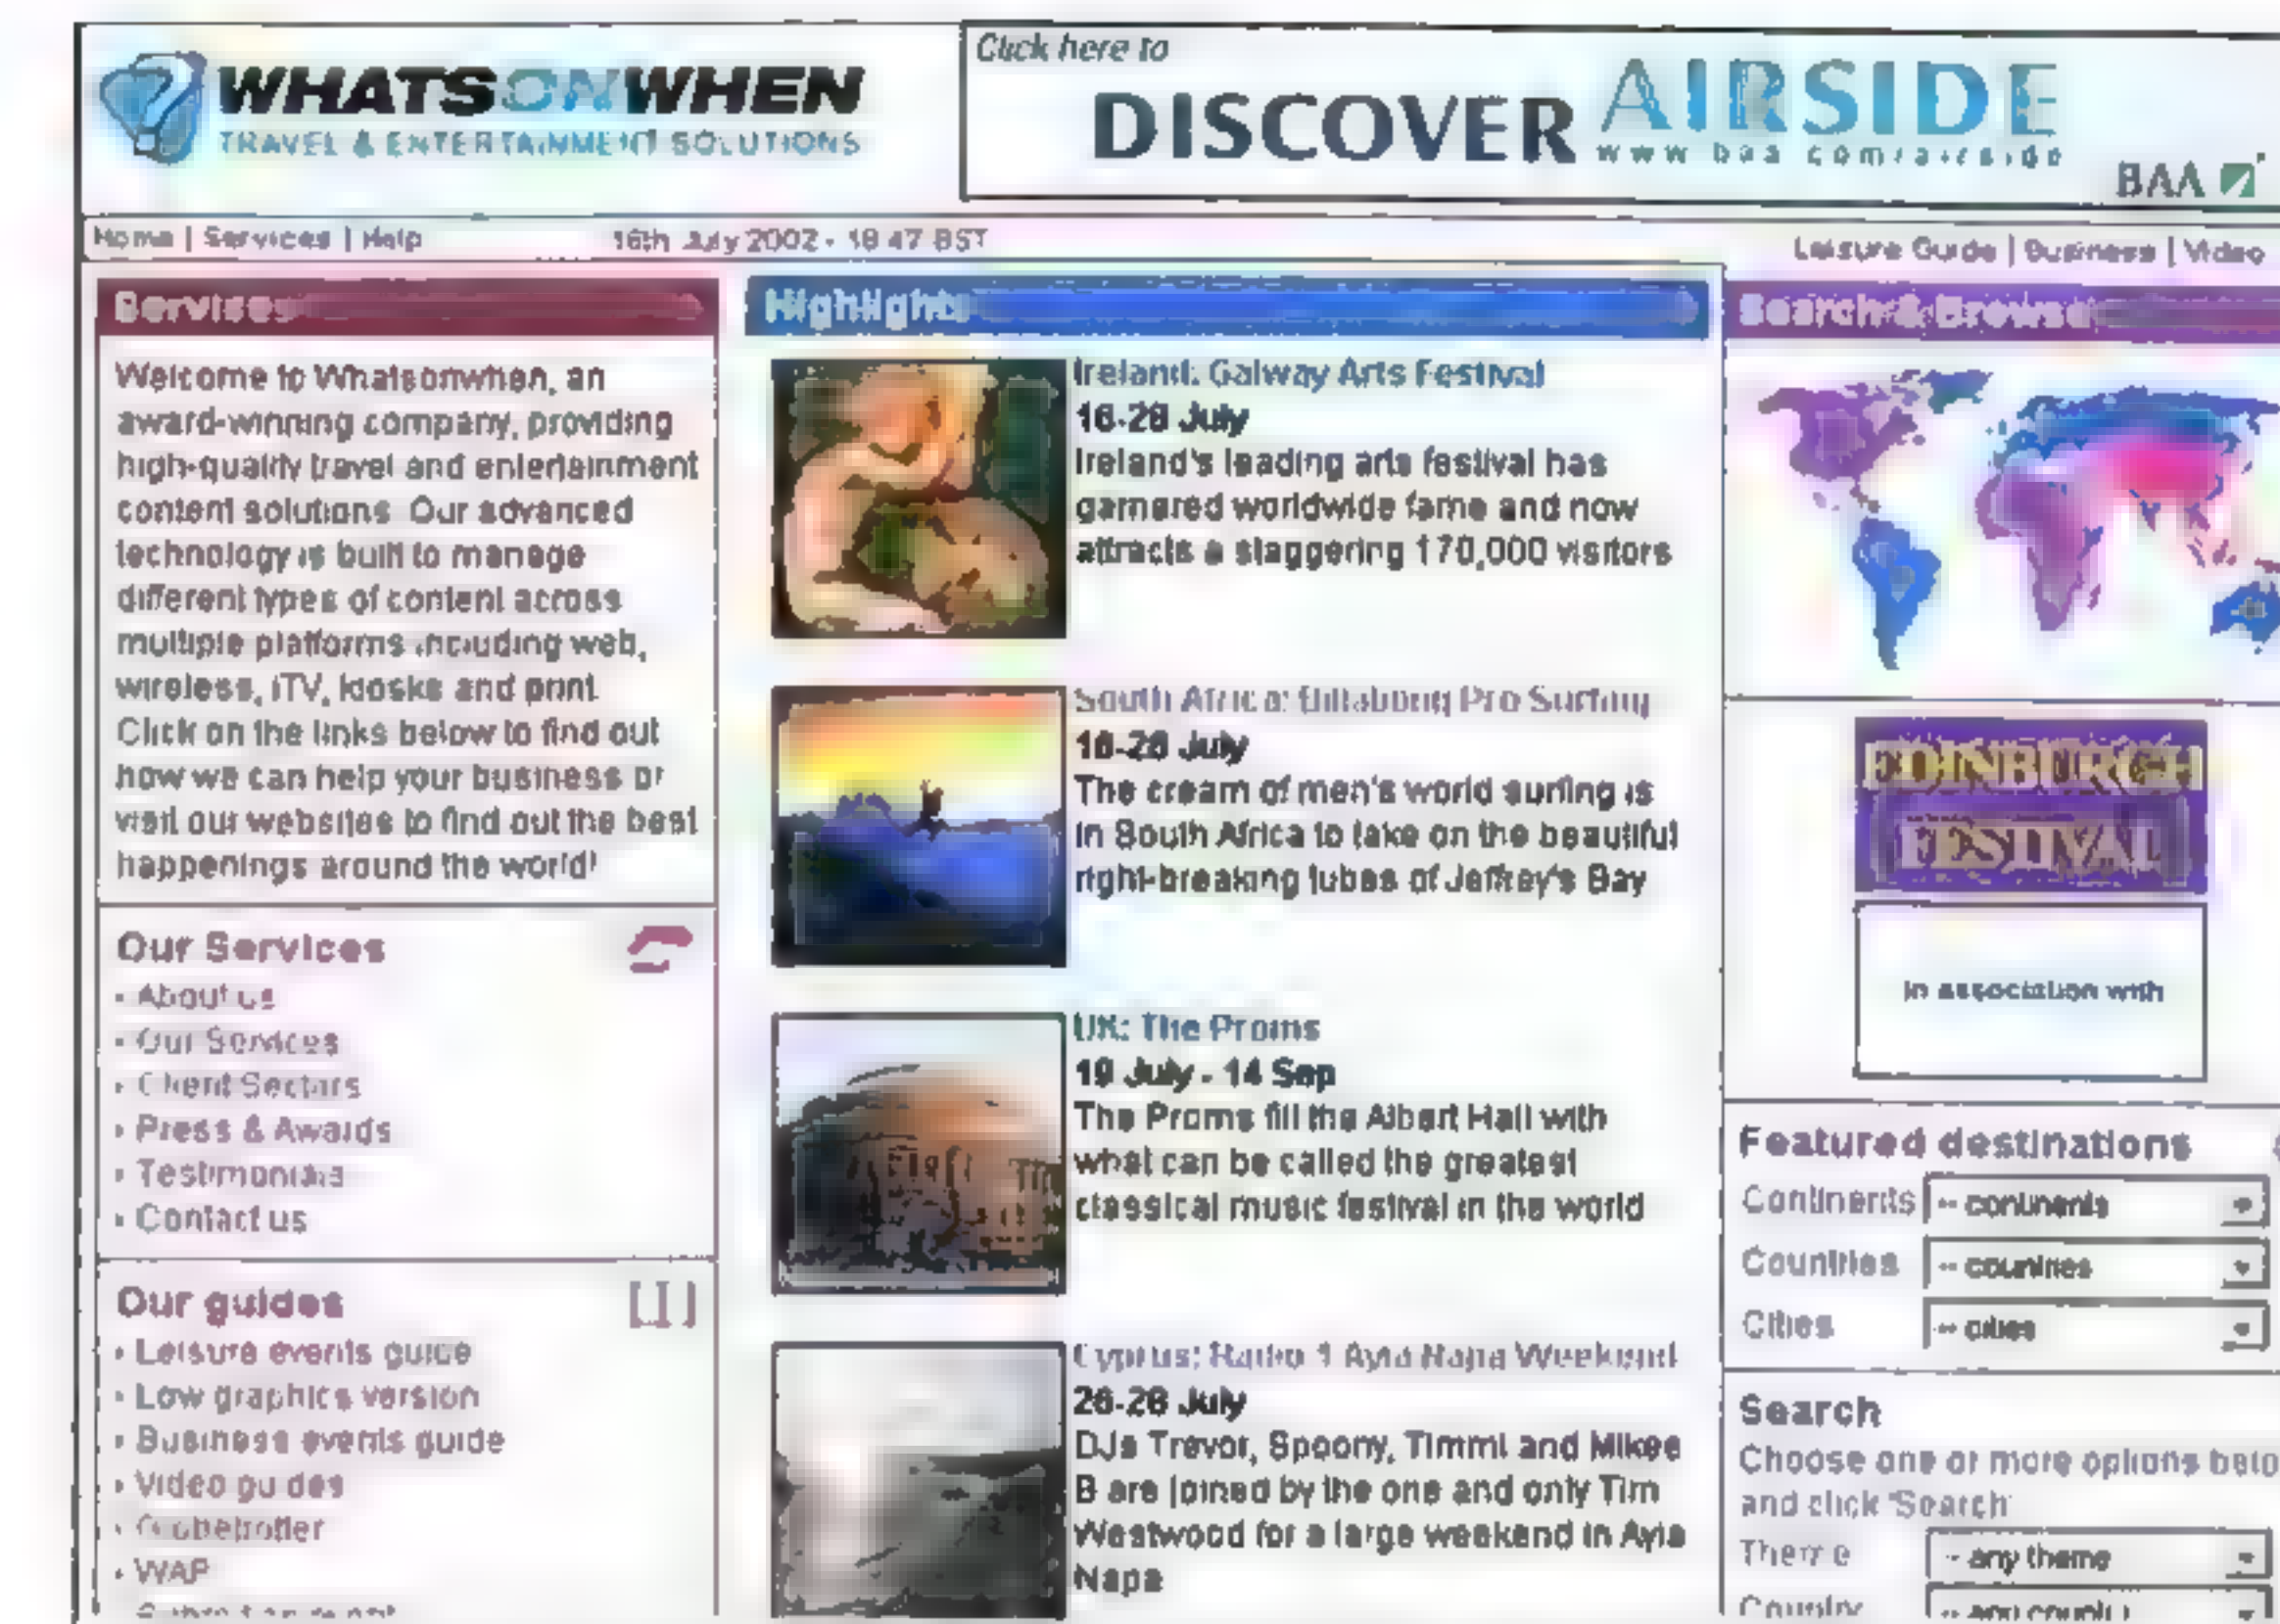 WHATSONWHEN
TRAVEL & ENTERTAINMENT SOLUTIONS
Click here to
DISCOVER AIRSIDE
www baa com/airside
BAA
Home | Services | Help
16th July 2002 - 18 47 BST
Leisure Guide | Business | Video
Services
Welcome to Whatsonwhen, an
award-winning company, providing
high-quality travel and entertainment
content solutions. Our advanced
technology is built to manage
different types of content across
multiple platforms including web,
wireless, iTV, kiosks and print.
Click on the links below to find out
how we can help your business or
visit our websites to find out the best
happenings around the world!
Our Services
• About us
• Our Services
• Client Sectors
• Press & Awards
• Testimonials
• Contact us
Our guides
• Leisure events guide
• Low graphics version
• Business events guide
• Video guides
• Globetrotter
• WAP
Highlights
Ireland: Galway Arts Festival
July
Ireland's leading arts festival has
garnered worldwide fame and now
attracts a staggering 170,000 visitors
South Africa: Billabong Pro Surfing
July
The cream of men's world surfing is
in South Africa to take on the beautiful
right-breaking tubes of Jeffrey's Bay
UK: The Proms
19 July - 14 Sep
The Proms fill the Albert Hall with
what can be called the greatest
classical music festival in the world
Cyprus: Radio 1 Ayia Napa Weekend
July
DJs Trevor, Spoony, Timmi and Mikee
B are joined by the one and only Tim
Westwood for a large weekend in Ayia
Napa
Search & Browse
EDINBURGH
FESTIVAL
In association with
Featured destinations
Continents -- continents
Countries -- countries
Cities -- cities
Search
Choose one or more options belo
and click 'Search'
Theme -- any theme
Country